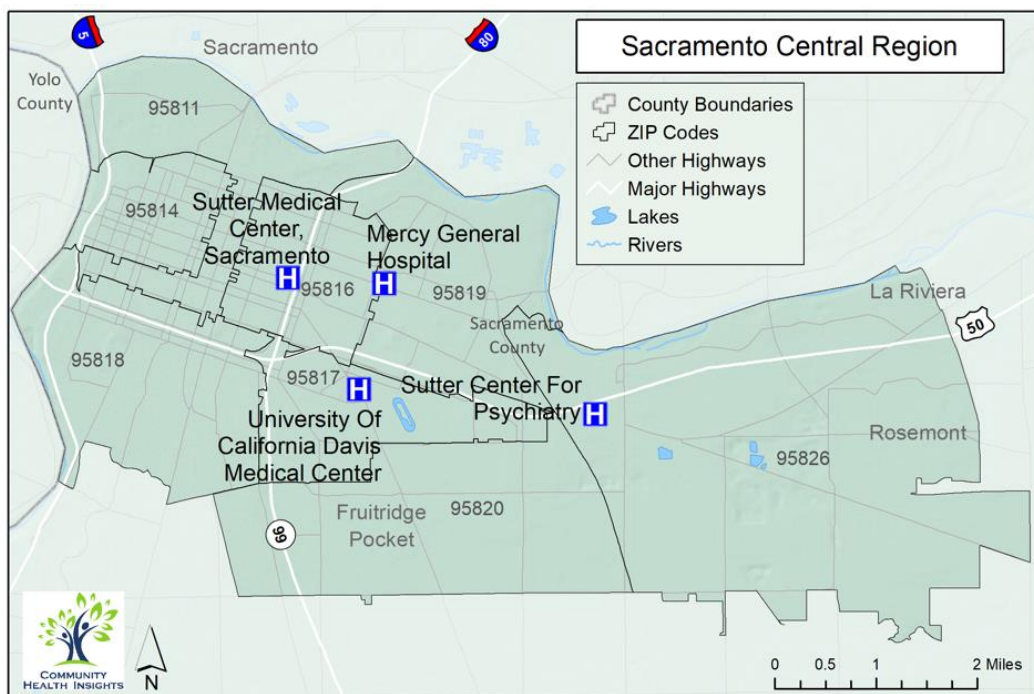 Sacramento Central Region
5
80
Sacramento
Yolo
County
95811
County Boundaries
ZIP Codes
Other Highways
Major Highways
Lakes
Rivers
95814
Sutter Medical
Center,
Sacramento
H
Mercy General
Hospital
H
95816
95819
La Riviera
50
Sacramento
County
95818
95817
H
Sutter Center For
Psychiatry
H
University Of
California Davis
Medical Center
Rosemont
95826
95820
Fruitridge
Pocket
99
COMMUNITY
HEALTH INSIGHTS
N
0 0.5 1 2 Miles